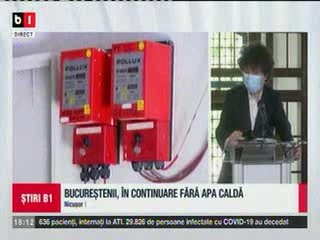 B1
DIRECT
POLLUX
POLLUX
ȘTIRI B1
BUCUREȘTENII, ÎN CONTINUARE FĂRĂ APA CALDĂ
Nicușor
18:12 636 pacienți, internați la ATI. 29.826 de persoane infectate cu COVID-19 au decedat